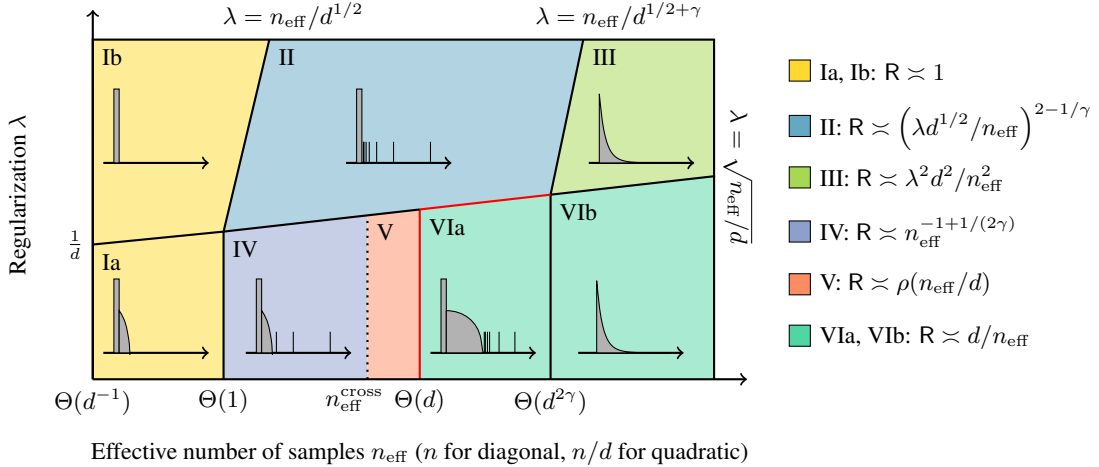 λ = n_eff/d^{1/2}
λ = n_eff/d^{1/2+γ}
Regularization λ
Ib
II
III
1/d
Ia
IV
V
VIa
VIb
λ = √(n_eff/d)
Θ(d^{-1})
Θ(1)
n_eff^cross
Θ(d)
Θ(d^{2γ})
Effective number of samples n_eff (n for diagonal, n/d for quadratic)
Ia, Ib: R ≍ 1
II: R ≍ (λd^{1/2}/n_eff)^{2−1/γ}
III: R ≍ λ²d²/n_eff²
IV: R ≍ n_eff^{−1+1/(2γ)}
V: R ≍ ρ(n_eff/d)
VIa, VIb: R ≍ d/n_eff